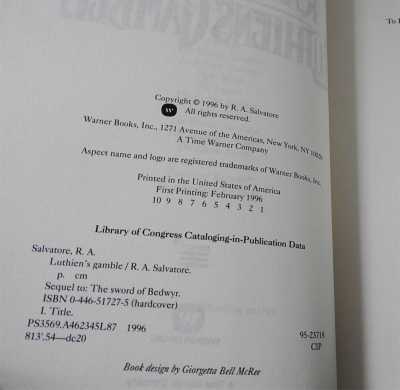 LUTHIEN'S GAMBLE
Copyright © 1996 by R. A. Salvatore
W All rights reserved.
Warner Books, Inc., 1271 Avenue of the Americas, New York, NY 10020
A Time Warner Company
Aspect name and logo are registered trademarks of Warner Books, Inc.
Printed in the United States of America
First Printing: February 1996
10 9 8 7 6 5 4 3 2 1
Library of Congress Cataloging-in-Publication Data
Salvatore, R. A.
Luthien's gamble / R. A. Salvatore.
p. cm
Sequel to: The sword of Bedwyr.
ISBN 0-446-51727-5 (hardcover)
I. Title.
PS3569.A462345L87 1996
813'.54—dc20
95-23718
CIP
Book design by Giorgetta Bell McRee
To